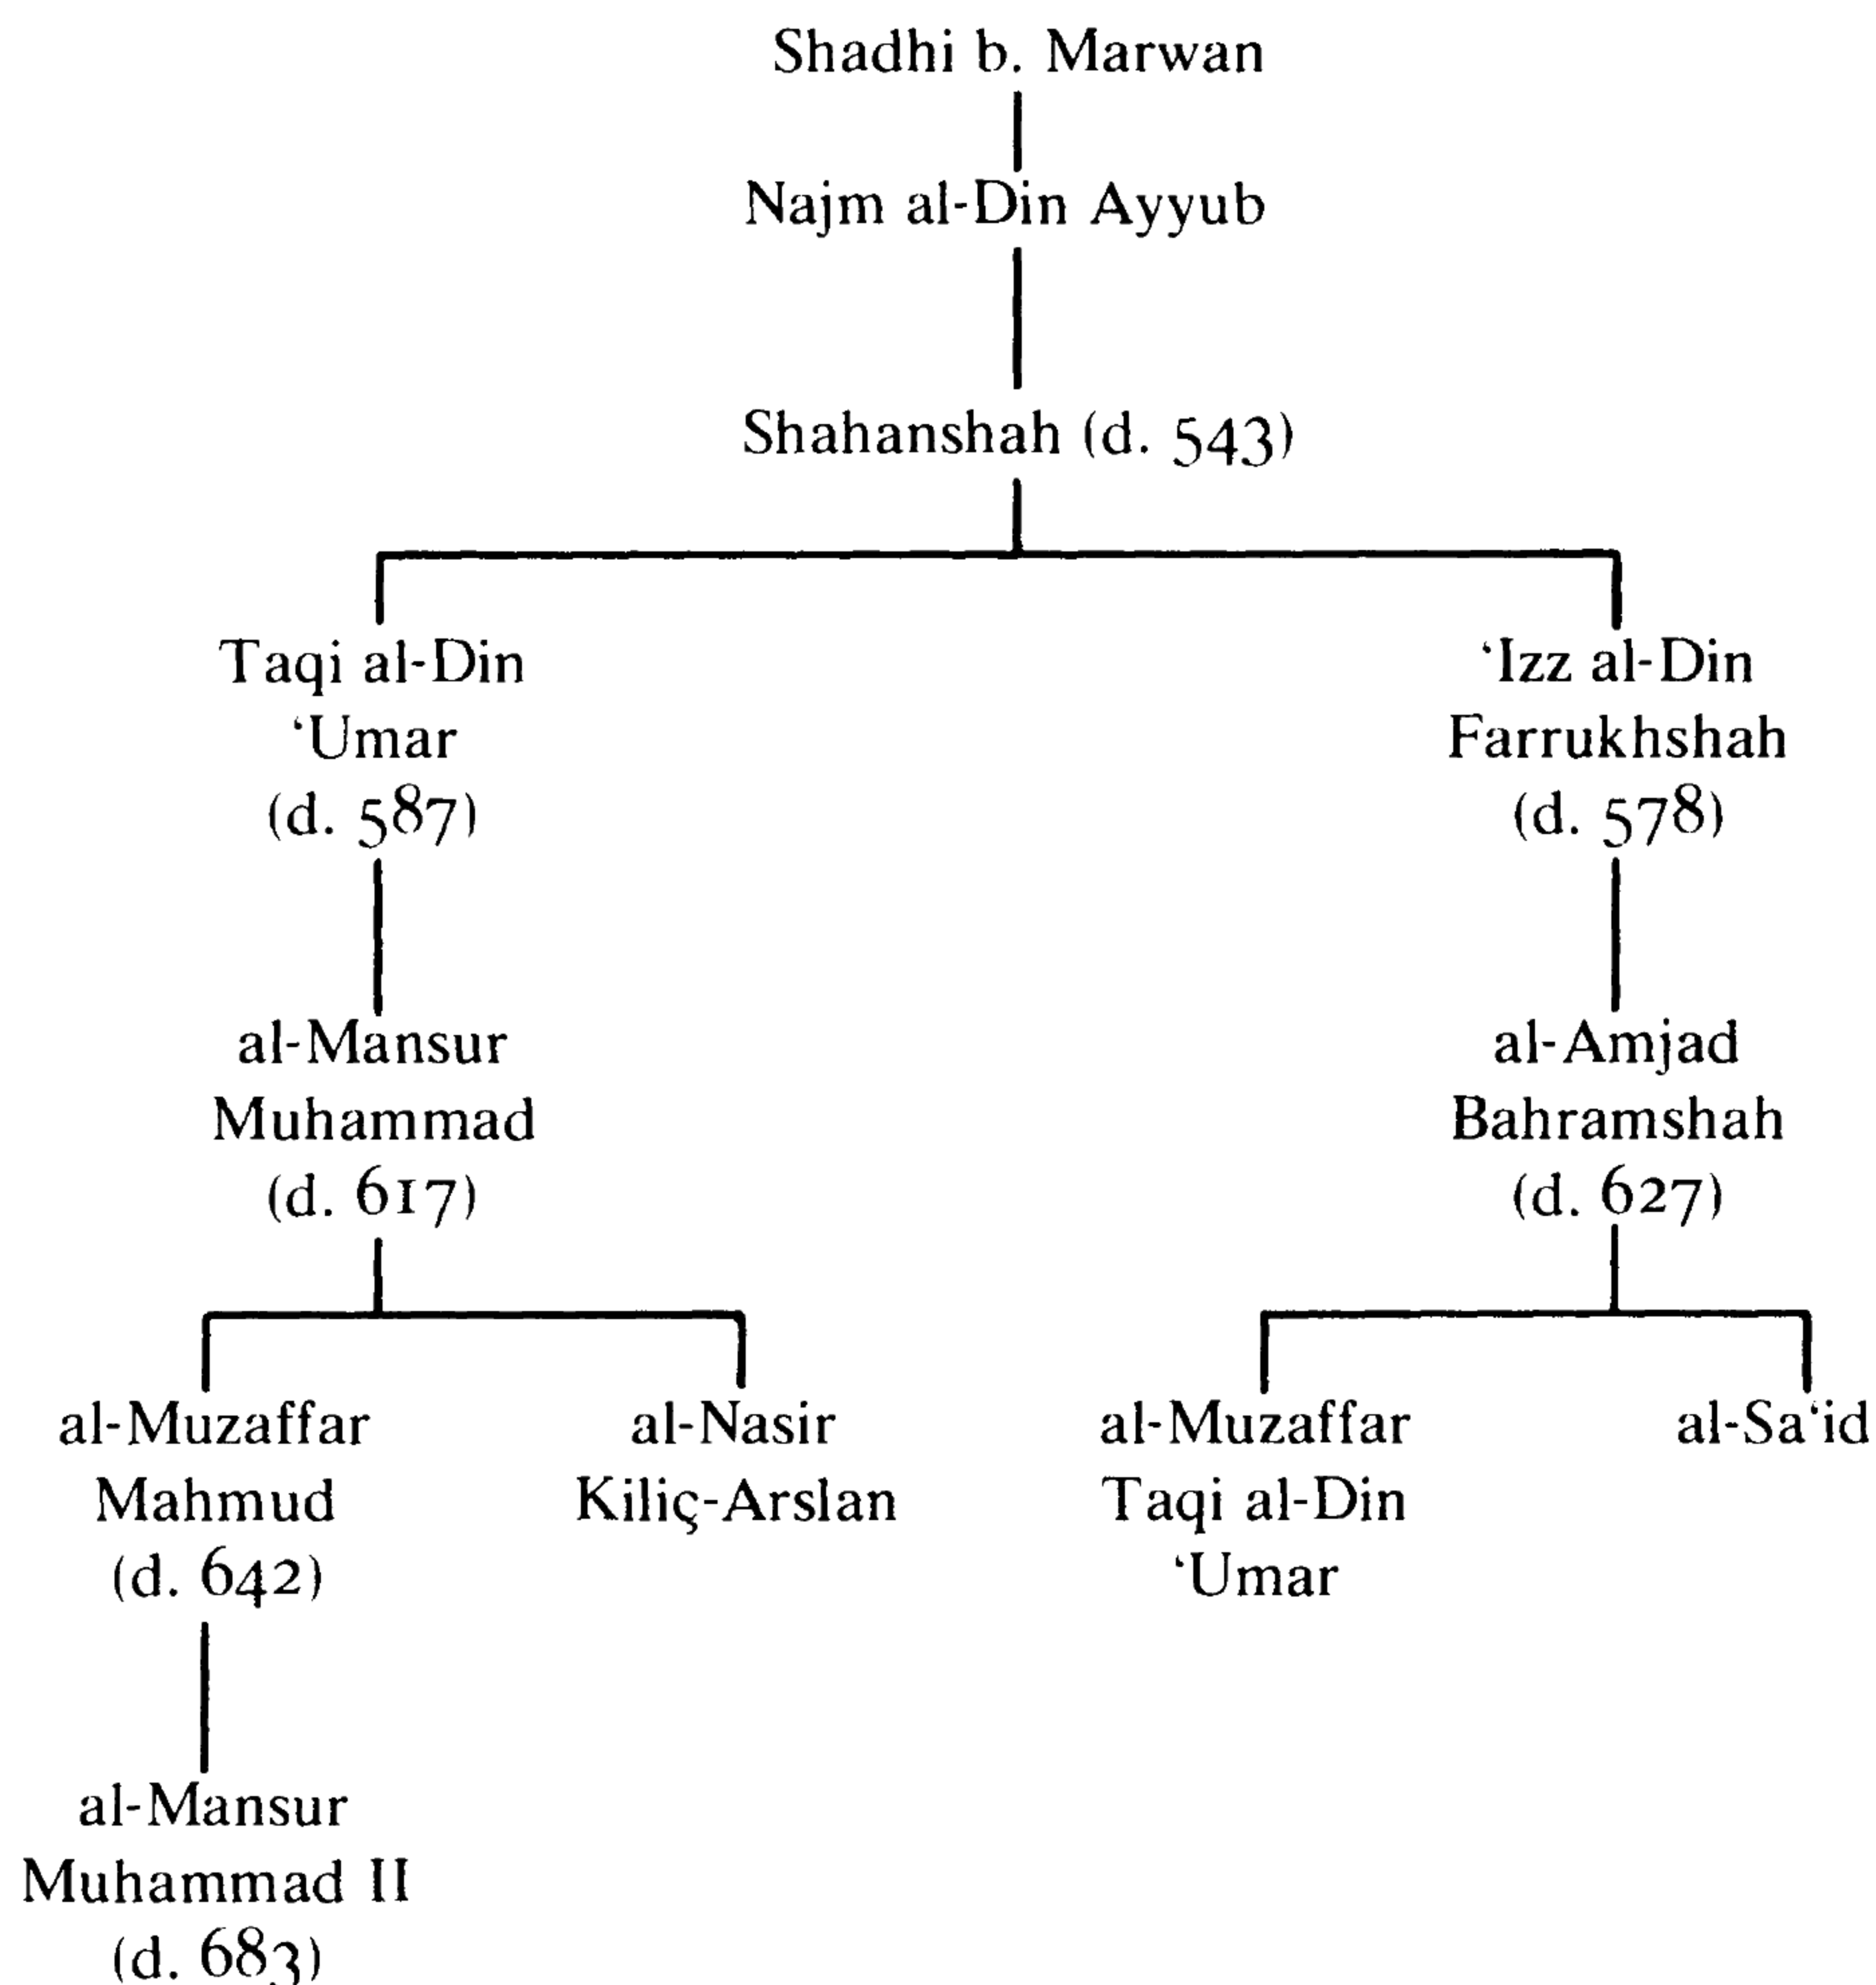 Shadhi b. Marwan
Najm al-Din Ayyub
Shahanshah (d. 543)
Taqi al-Din
‘Umar
(d. 587)
‘Izz al-Din
Farrukhshah
(d. 578)
al-Mansur
Muhammad
(d. 617)
al-Amjad
Bahramshah
(d. 627)
al-Muzaffar
Mahmud
(d. 642)
al-Nasir
Kiliç-Arslan
al-Muzaffar
Taqi al-Din
‘Umar
al-Sa‘id
al-Mansur
Muhammad II
(d. 683)